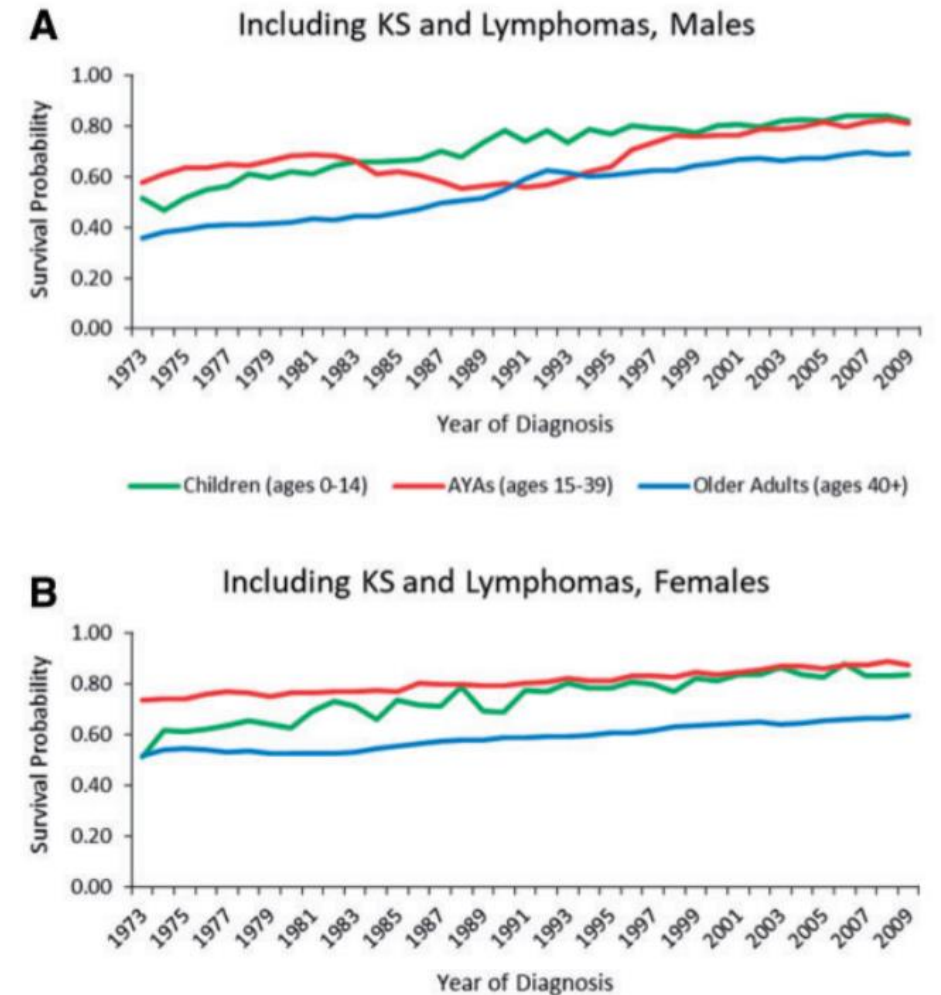 A
Including KS and Lymphomas, Males
Survival Probability
1.00
0.80
0.60
0.40
0.20
0.00
1973 1975 1977 1979 1981 1983 1985 1987 1989 1991 1993 1995 1997 1999 2001 2003 2005 2007 2009
Year of Diagnosis
Children (ages 0-14) AYAs (ages 15-39) Older Adults (ages 40+)
B
Including KS and Lymphomas, Females
Survival Probability
1.00
0.80
0.60
0.40
0.20
0.00
1973 1975 1977 1979 1981 1983 1985 1987 1989 1991 1993 1995 1997 1999 2001 2003 2005 2007 2009
Year of Diagnosis